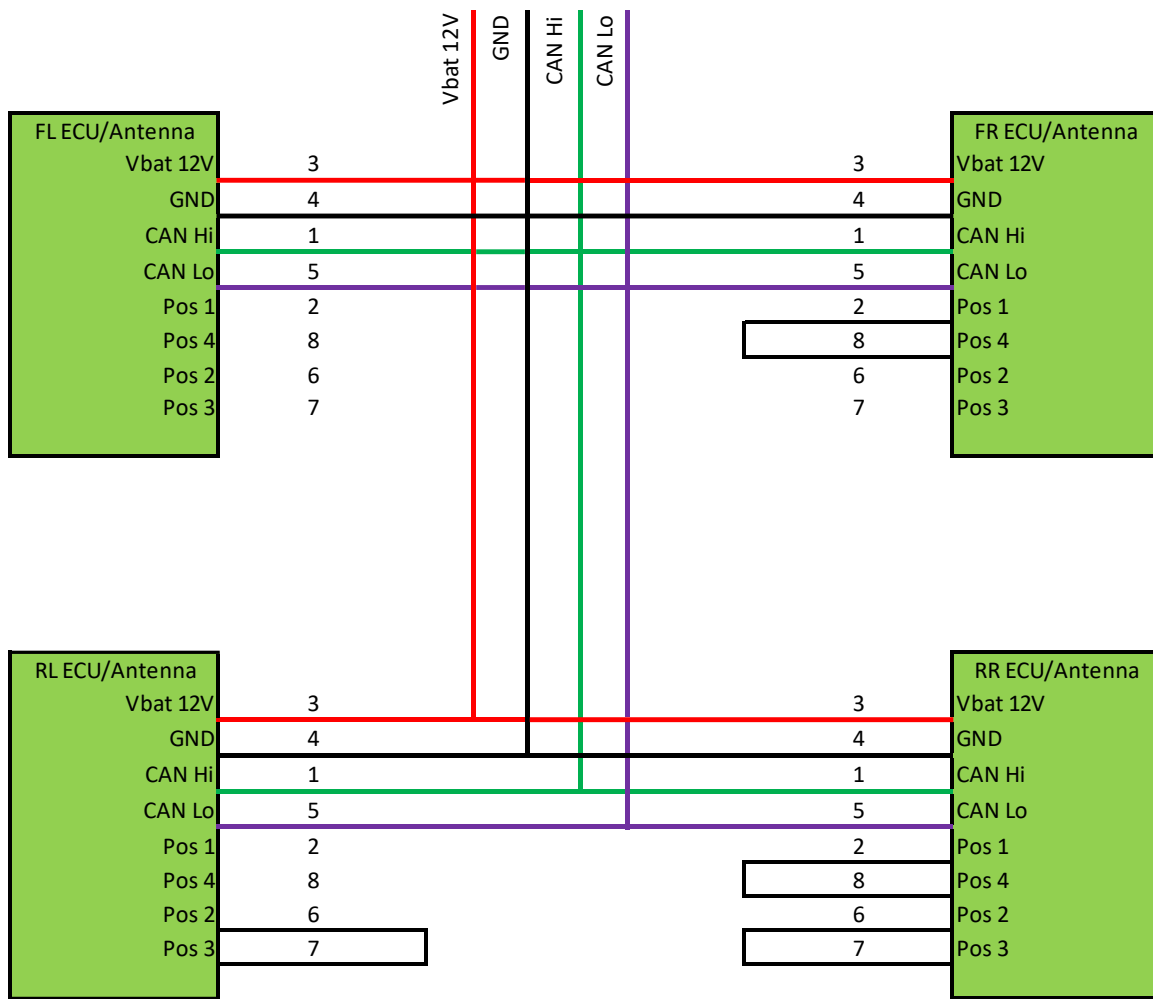 Vbat 12V
GND
CAN Hi
CAN Lo
FL ECU/Antenna
Vbat 12V 3
GND 4
CAN Hi 1
CAN Lo 5
Pos 1 2
Pos 4 8
Pos 2 6
Pos 3 7
FR ECU/Antenna
3 Vbat 12V
4 GND
1 CAN Hi
5 CAN Lo
2 Pos 1
8 Pos 4
6 Pos 2
7 Pos 3
RL ECU/Antenna
Vbat 12V 3
GND 4
CAN Hi 1
CAN Lo 5
Pos 1 2
Pos 4 8
Pos 2 6
Pos 3 7
RR ECU/Antenna
3 Vbat 12V
4 GND
1 CAN Hi
5 CAN Lo
2 Pos 1
8 Pos 4
6 Pos 2
7 Pos 3